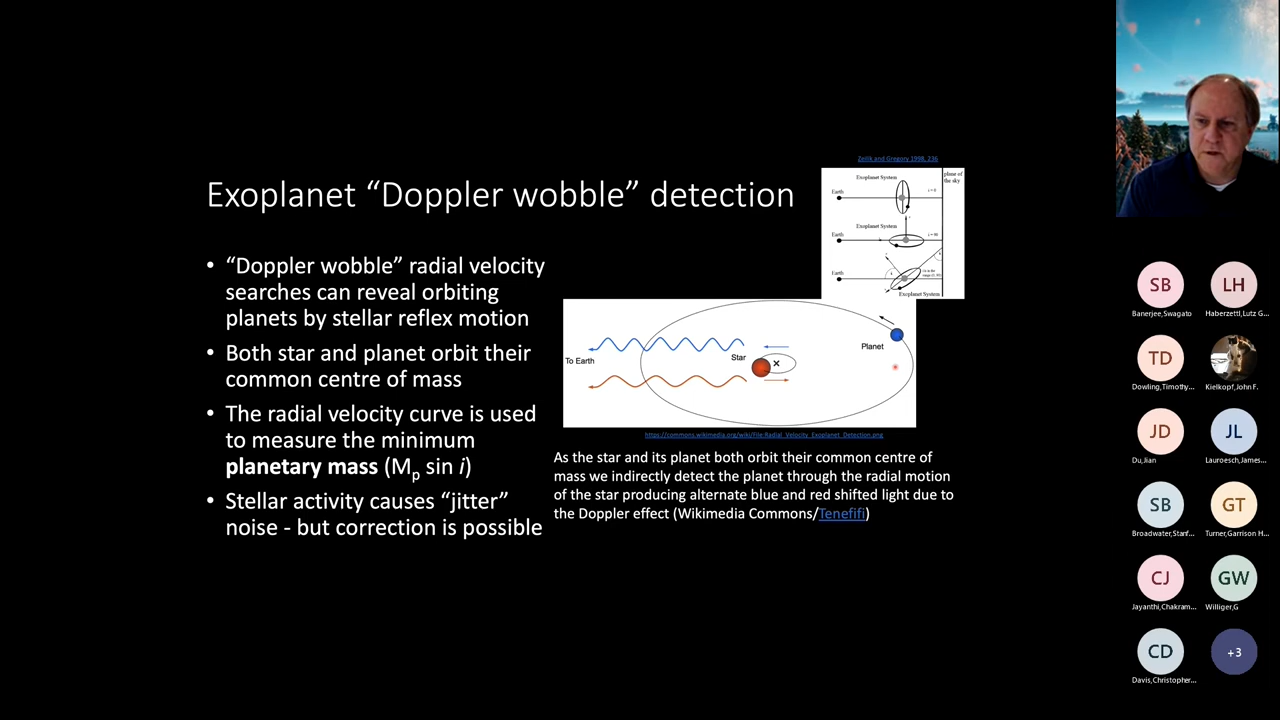 Exoplanet “Doppler wobble” detection
• “Doppler wobble” radial velocity
searches can reveal orbiting
planets by stellar reflex motion
• Both star and planet orbit their
common centre of mass
• The radial velocity curve is used
to measure the minimum
planetary mass (Mp sin i)
• Stellar activity causes “jitter”
noise - but correction is possible
Zeilik and Gregory 1998, 236
plane of
the sky
Exoplanet System
Earth
Exoplanet System
Earth
Earth
Exoplanet System
To Earth
Star
Planet
https://commons.wikimedia.org/wiki/File:Radial_Velocity_Exoplanet_Detection.png
As the star and its planet both orbit their common centre of
mass we indirectly detect the planet through the radial motion
of the star producing alternate blue and red shifted light due to
the Doppler effect (Wikimedia Commons/Tenefifi)
SB
LH
Banerjee,Swagato
Haberzettl,Lutz G...
TD
Dowling,Timothy...
Kielkopf,John F.
JD
JL
Du,Jian
Lauroesch,James...
SB
GT
Broadwater,Stanf...
Turner,Garrison H...
CJ
GW
Jayanthi,Chakram...
Williger,G
CD
+3
Davis,Christopher...